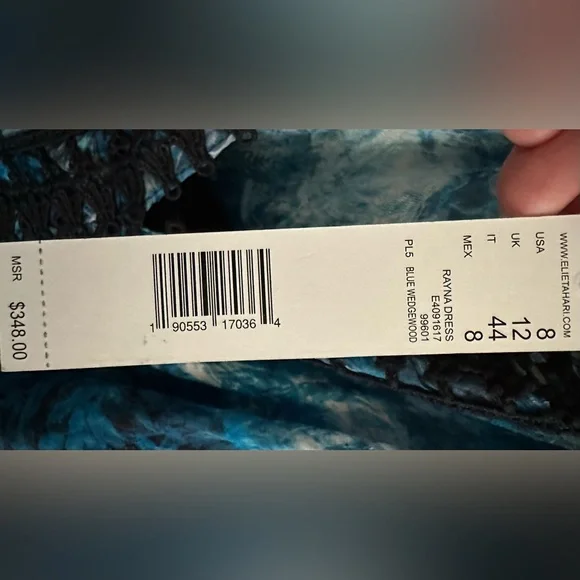 WWW.ELIETAHARI.COM
USA 8
UK 12
IT 44
MEX 8
RAYNA DRESS
E4091617
99601
PL5 BLUE WEDGEWOOD
1 90553 17036 4
MSR $348.00